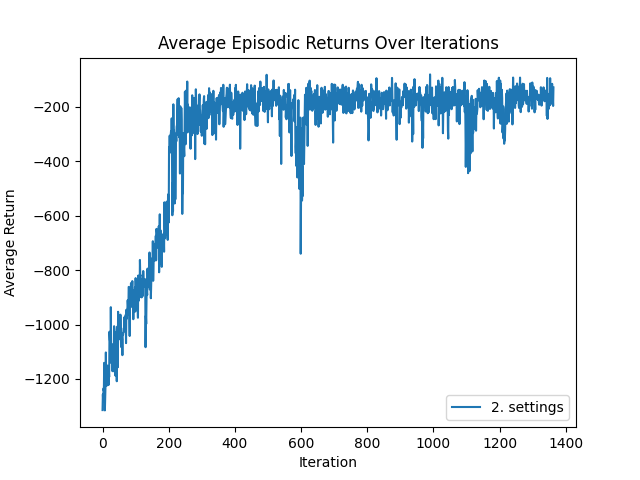 Average Episodic Returns Over Iterations
Average Return
−200
−400
−600
−800
−1000
−1200
2. settings
0 200 400 600 800 1000 1200 1400
Iteration